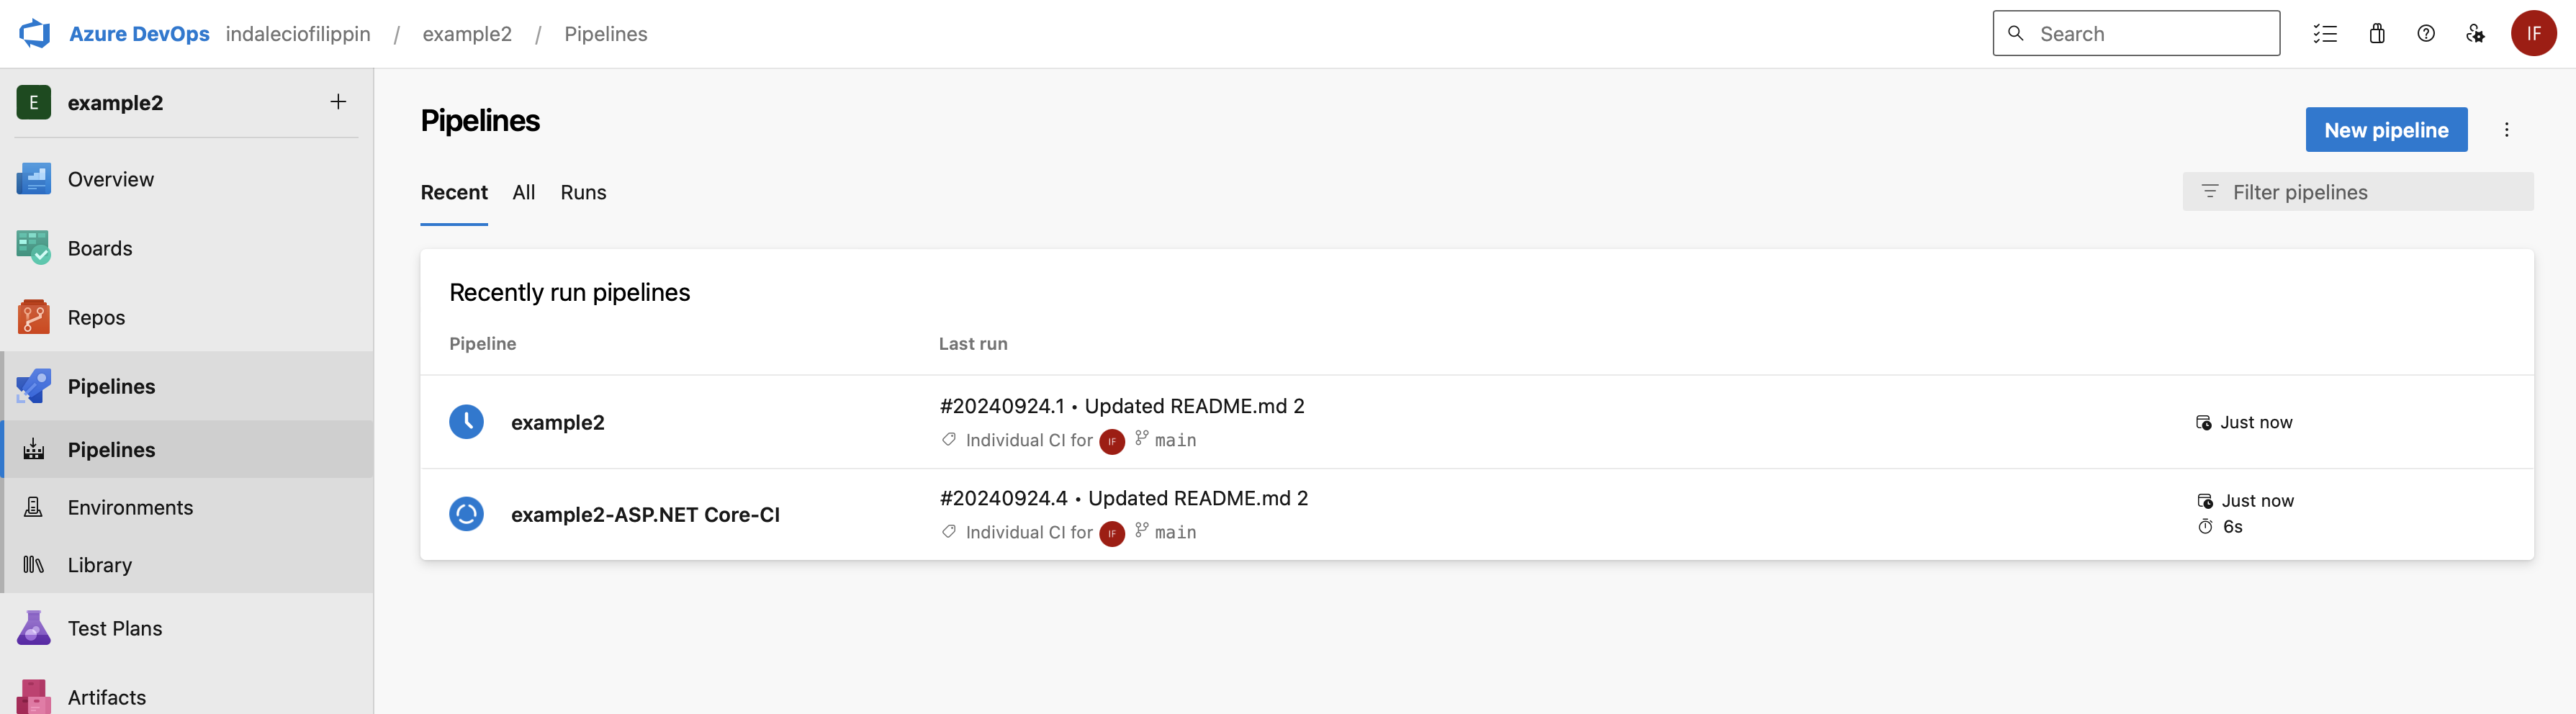 Azure DevOps indaleciofilippin / example2 / Pipelines
Search
IF
E example2
Overview
Boards
Repos
Pipelines
Pipelines
Environments
Library
Test Plans
Artifacts
Pipelines
New pipeline
Recent All Runs
Filter pipelines
Recently run pipelines
Pipeline Last run
example2
#20240924.1 • Updated README.md 2
Individual CI for IF main
Just now
example2-ASP.NET Core-CI
#20240924.4 • Updated README.md 2
Individual CI for IF main
Just now
6s